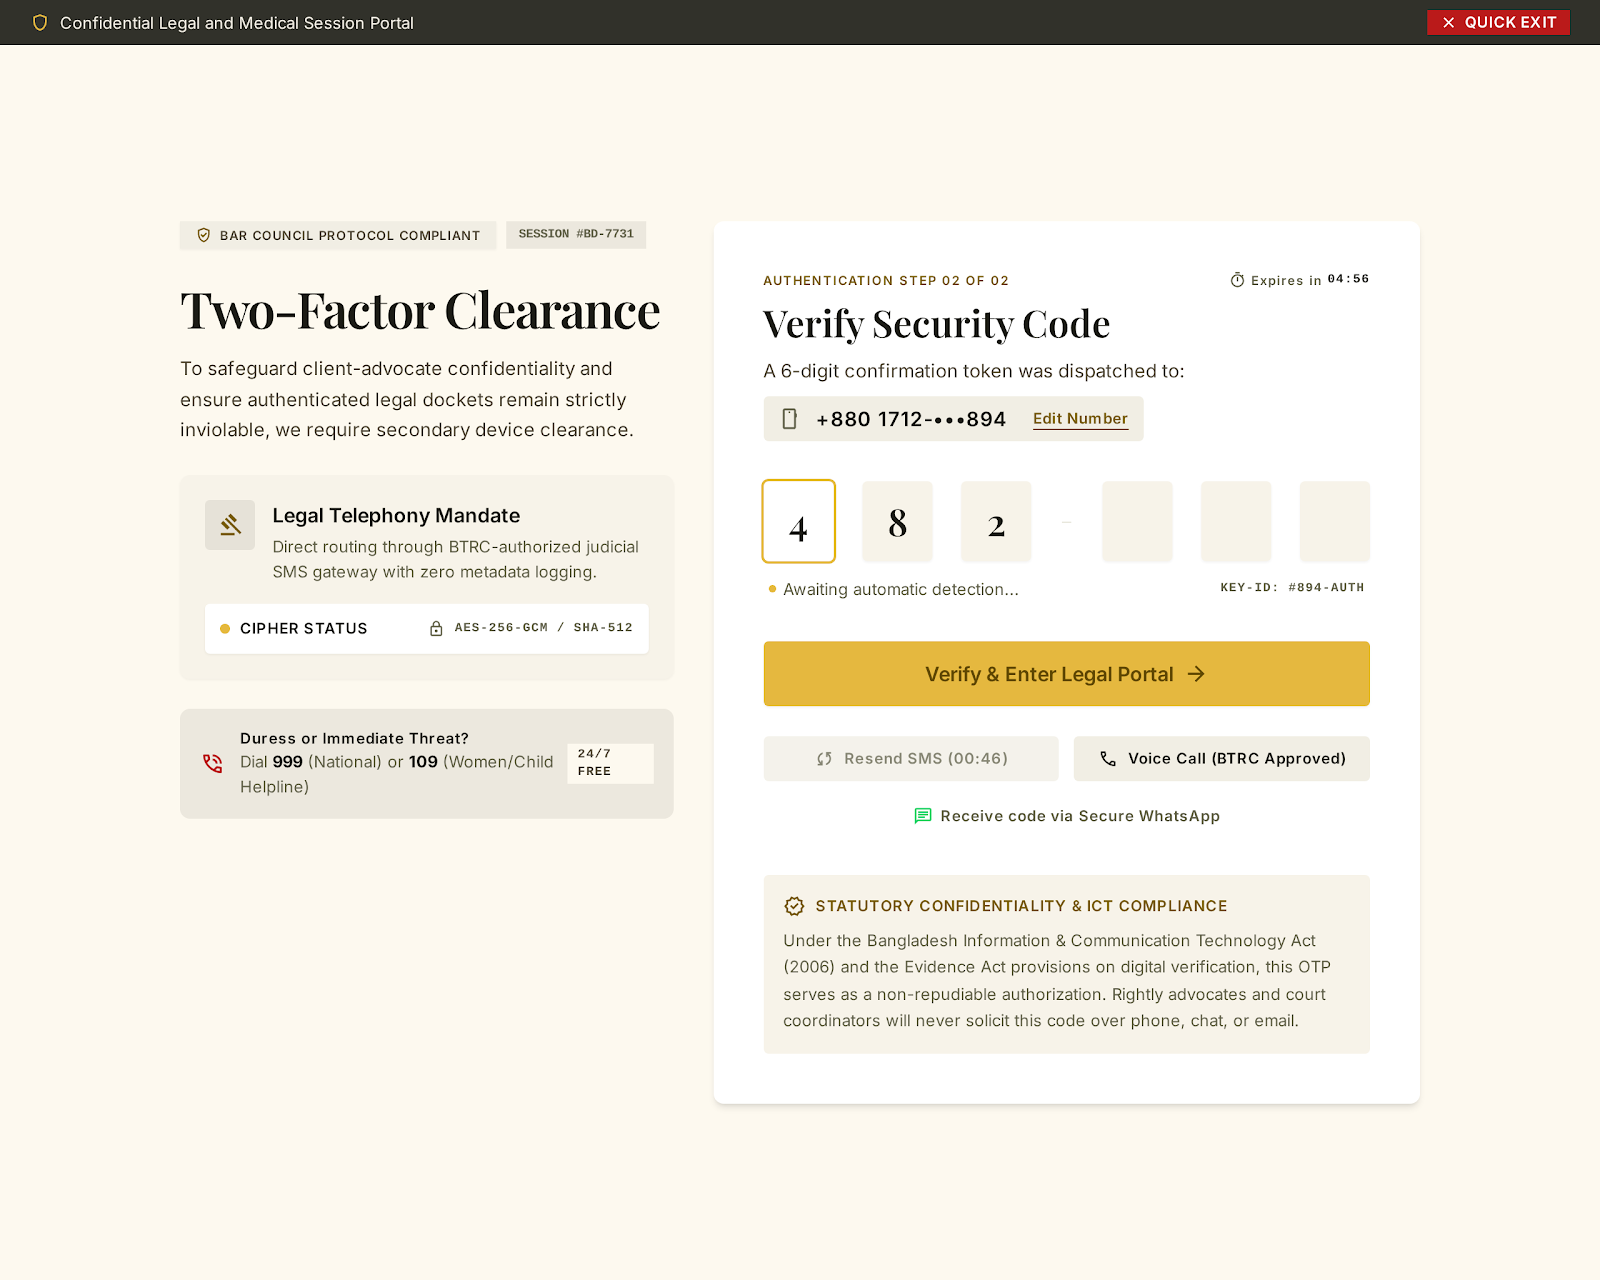 Confidential Legal and Medical Session Portal
QUICK EXIT
BAR COUNCIL PROTOCOL COMPLIANT
SESSION #BD-7731
Two-Factor Clearance
To safeguard client-advocate confidentiality and
ensure authenticated legal dockets remain strictly
inviolable, we require secondary device clearance.
Legal Telephony Mandate
Direct routing through BTRC-authorized judicial
SMS gateway with zero metadata logging.
CIPHER STATUS
AES-256-GCM / SHA-512
Duress or Immediate Threat?
Dial 999 (National) or 109 (Women/Child
Helpline)
24/7
FREE
AUTHENTICATION STEP 02 OF 02
Expires in 04:56
Verify Security Code
A 6-digit confirmation token was dispatched to:
+880 1712-•••894
Edit Number
4 8 2 –
Awaiting automatic detection...
KEY-ID: #894-AUTH
Verify & Enter Legal Portal →
Resend SMS (00:46)
Voice Call (BTRC Approved)
Receive code via Secure WhatsApp
STATUTORY CONFIDENTIALITY & ICT COMPLIANCE
Under the Bangladesh Information & Communication Technology Act
(2006) and the Evidence Act provisions on digital verification, this OTP
serves as a non-repudiable authorization. Rightly advocates and court
coordinators will never solicit this code over phone, chat, or email.